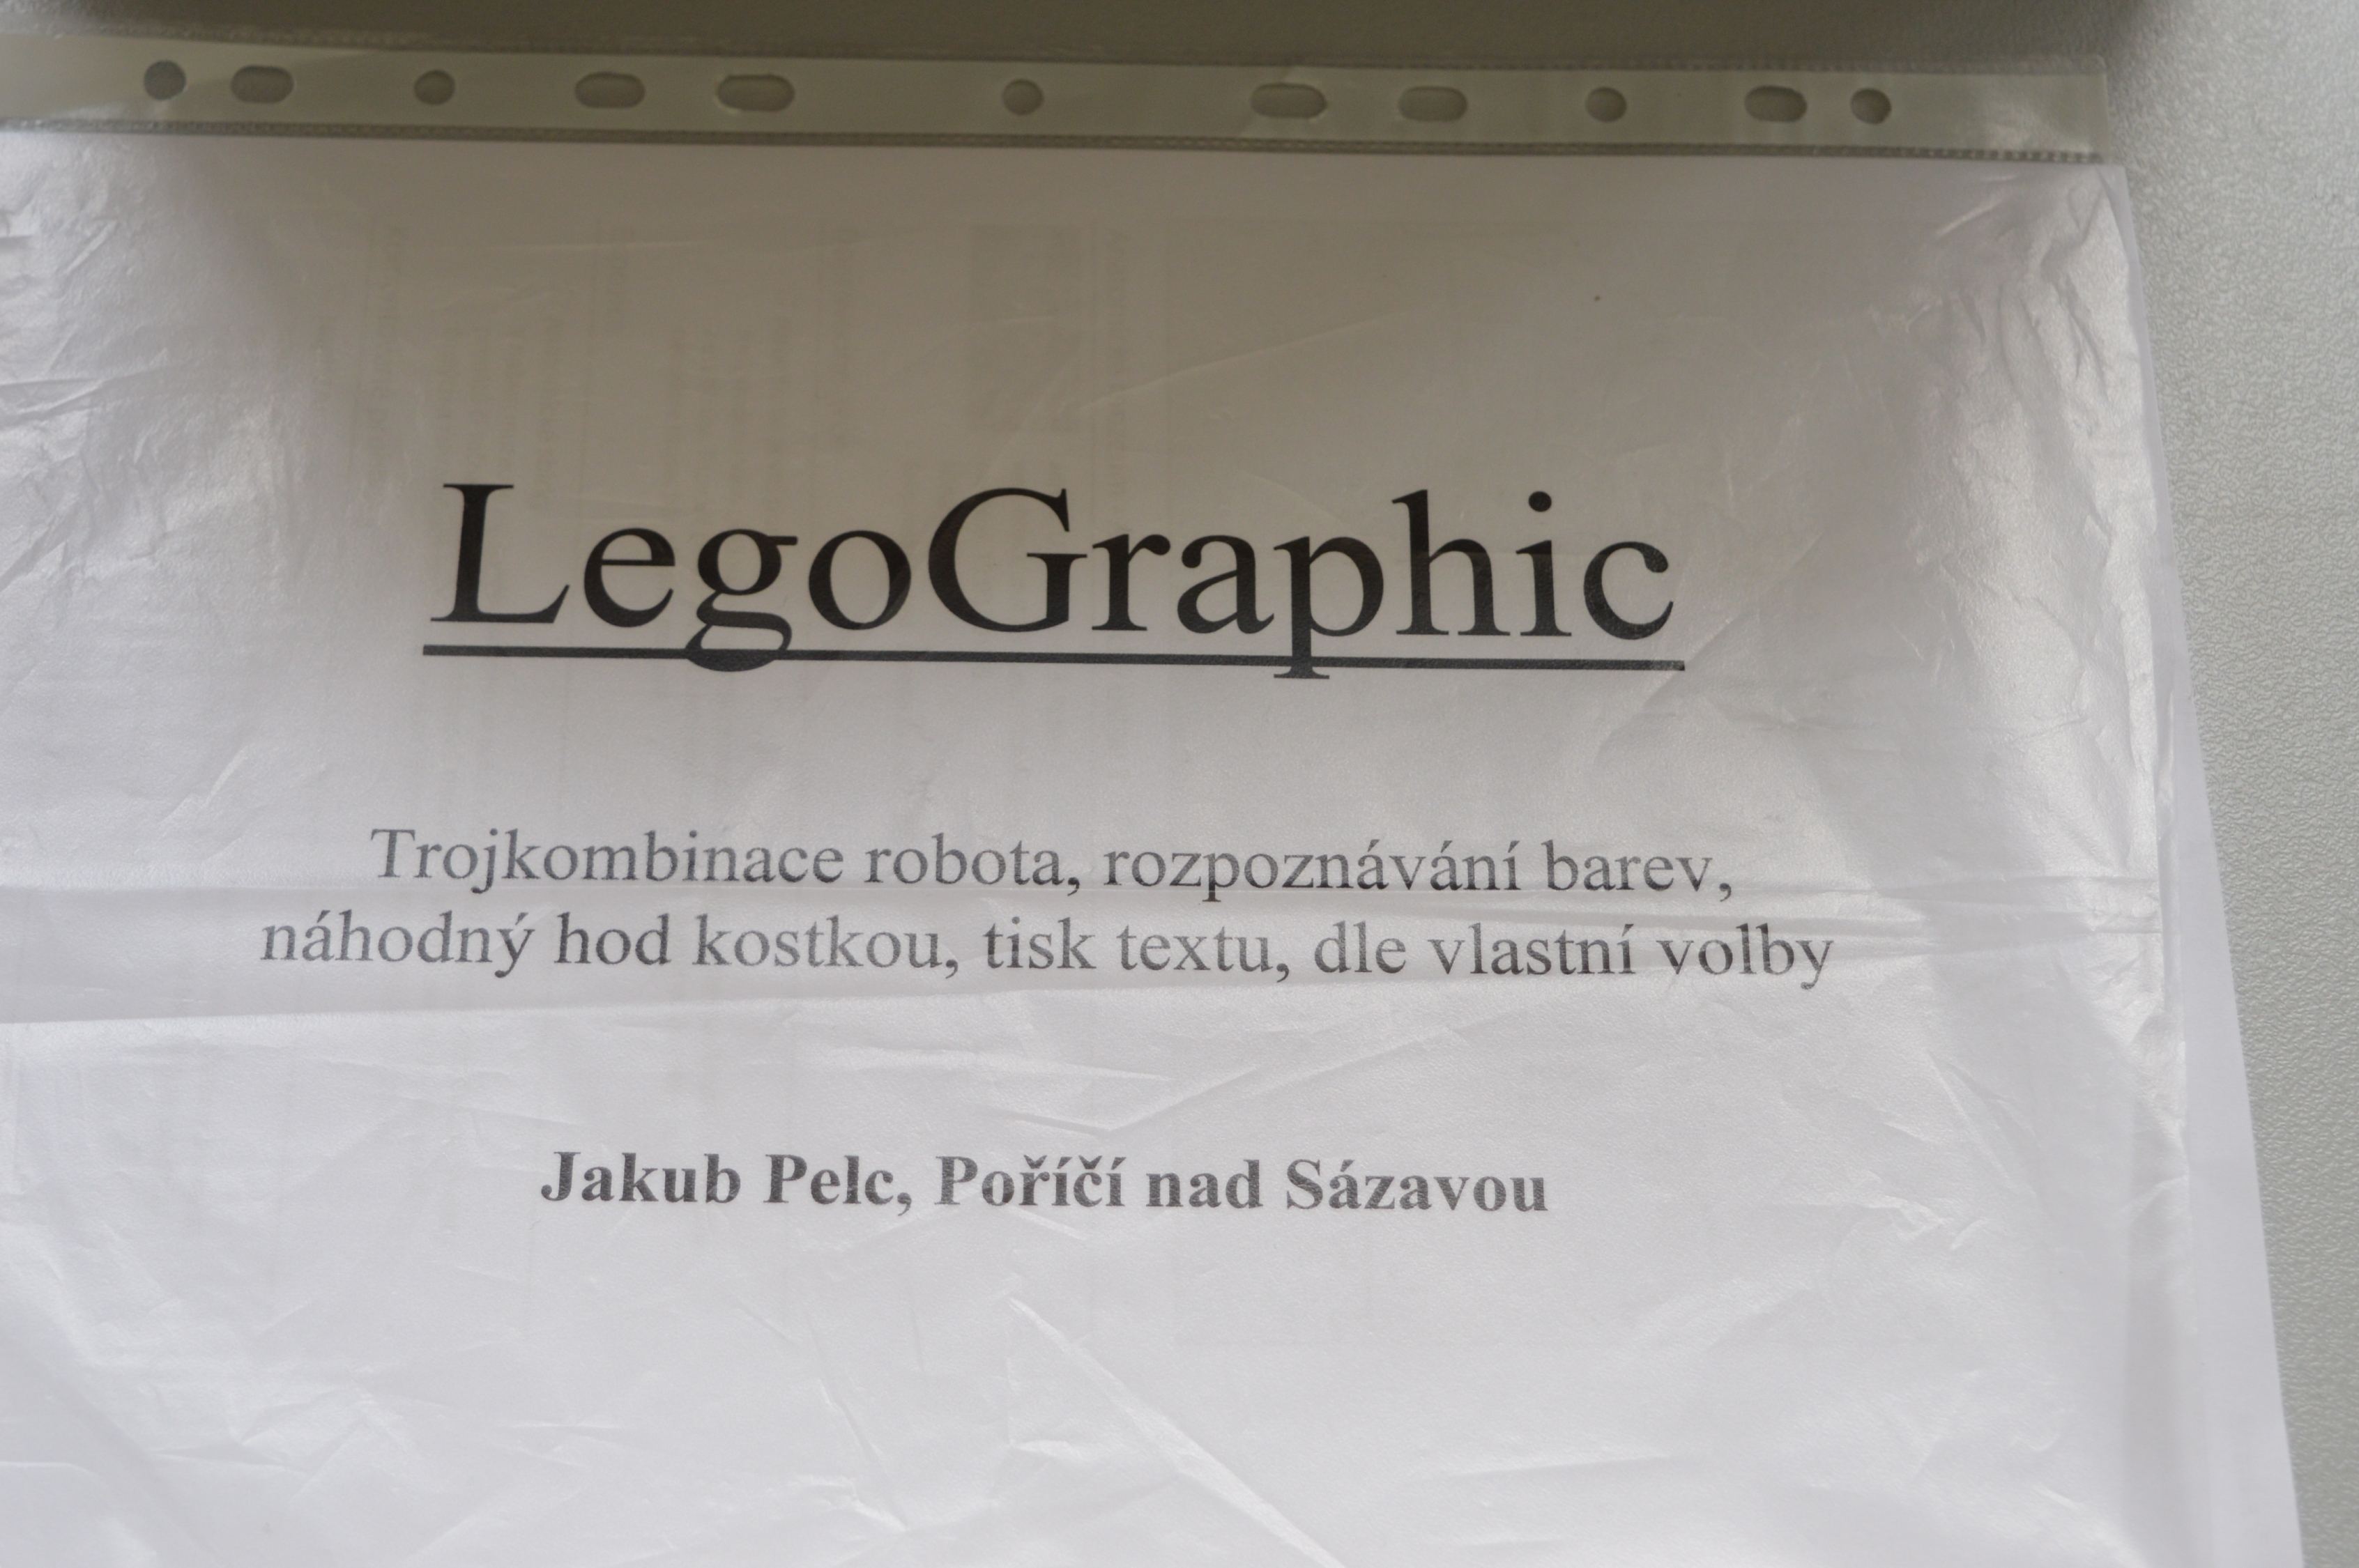 LegoGraphic
Trojkombinace robota, rozpoznávání barev,
náhodný hod kostkou, tisk textu, dle vlastní volby
Jakub Pelc, Poříčí nad Sázavou